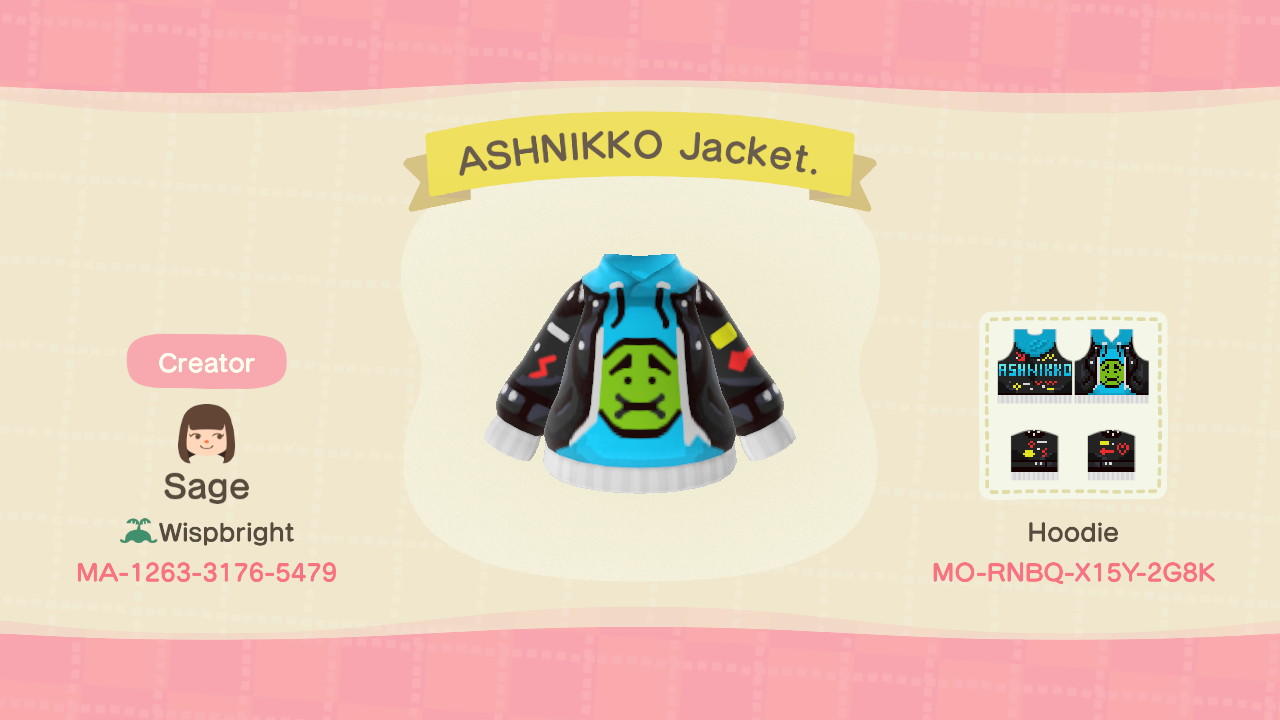 ASHNIKKO Jacket.
Creator
Sage
Wispbright
MA-1263-3176-5479
ASHNIKKO
Hoodie
MO-RNBQ-X15Y-2G8K